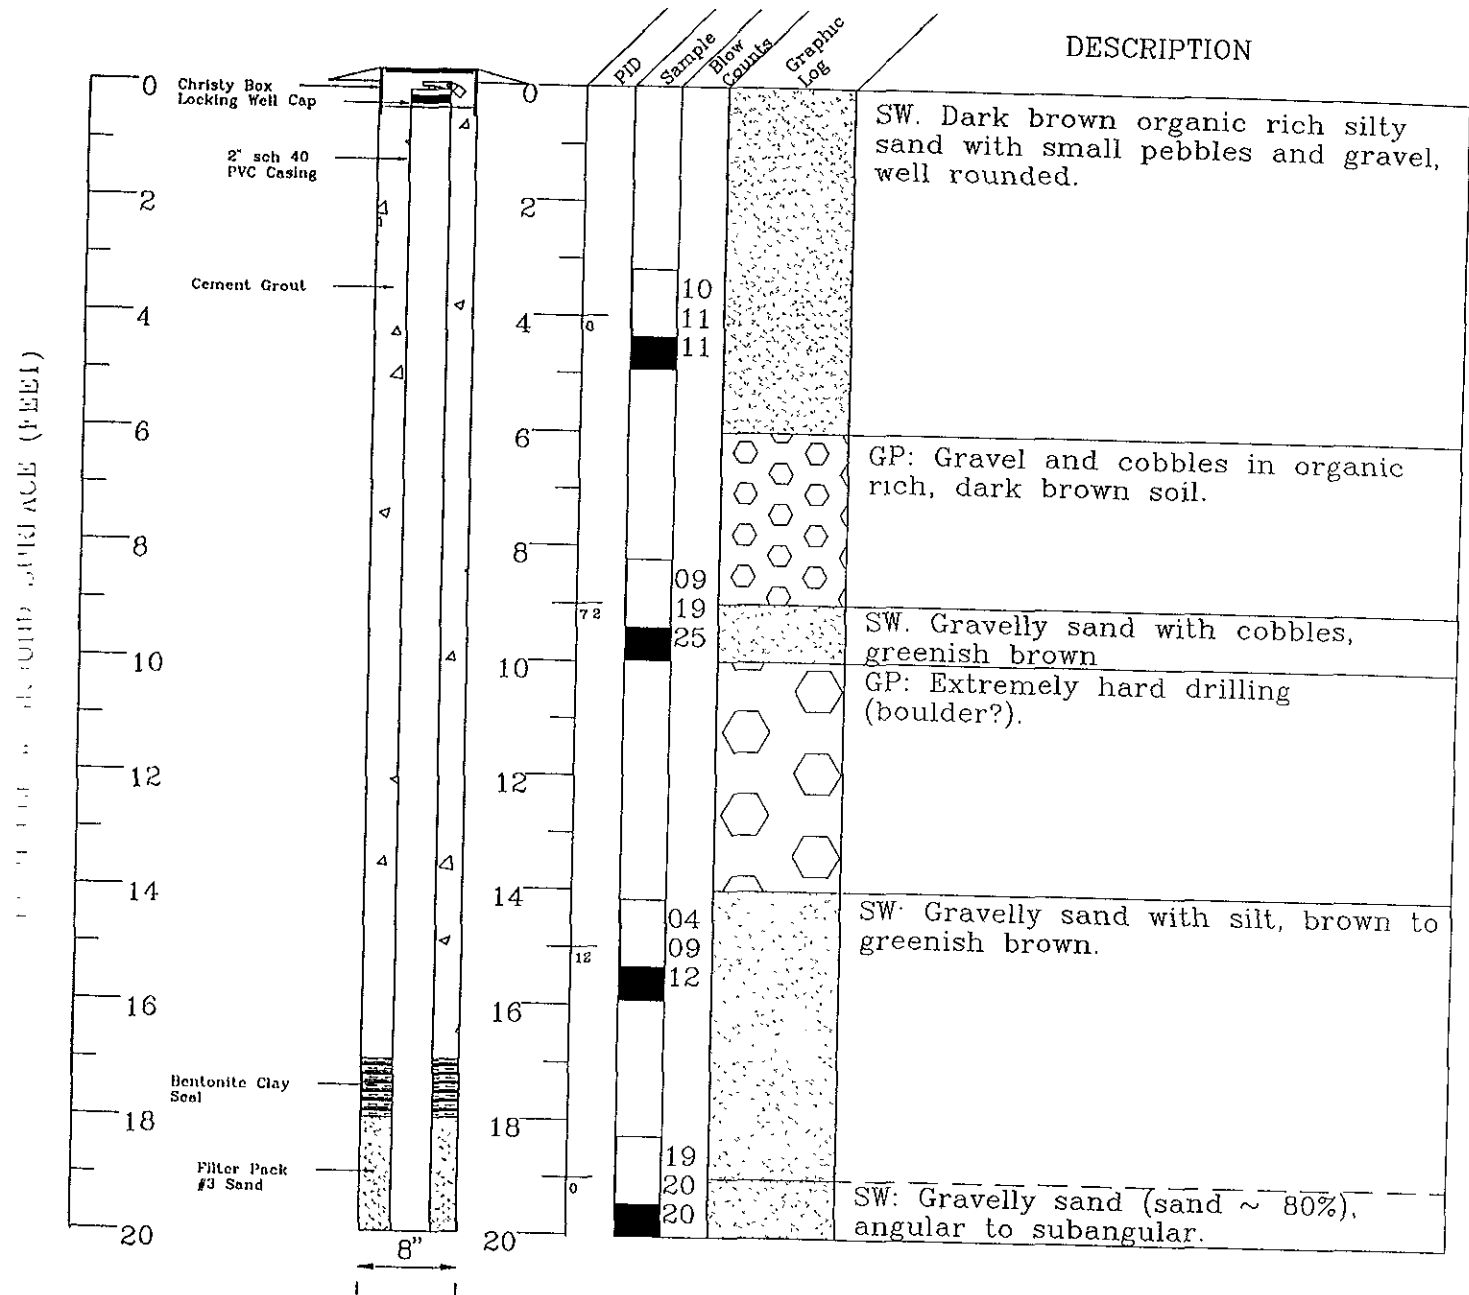 PID
Sample
Blow
Counts
Graphic
Log
DESCRIPTION
0
2
4
6
8
10
12
14
16
18
20
Christy Box
Locking Well Cap
2" sch 40
PVC Casing
Cement Grout
Bentonite Clay
Seal
Filter Pack
#3 Sand
8"
0
2
4
6
8
10
12
14
16
18
20
0
72
12
0
10
11
11
09
19
25
04
09
12
19
20
20
SW. Dark brown organic rich silty
sand with small pebbles and gravel,
well rounded.
GP: Gravel and cobbles in organic
rich, dark brown soil.
SW. Gravelly sand with cobbles,
greenish brown
GP: Extremely hard drilling
(boulder?).
SW· Gravelly sand with silt, brown to
greenish brown.
SW: Gravelly sand (sand ~ 80%),
angular to subangular.